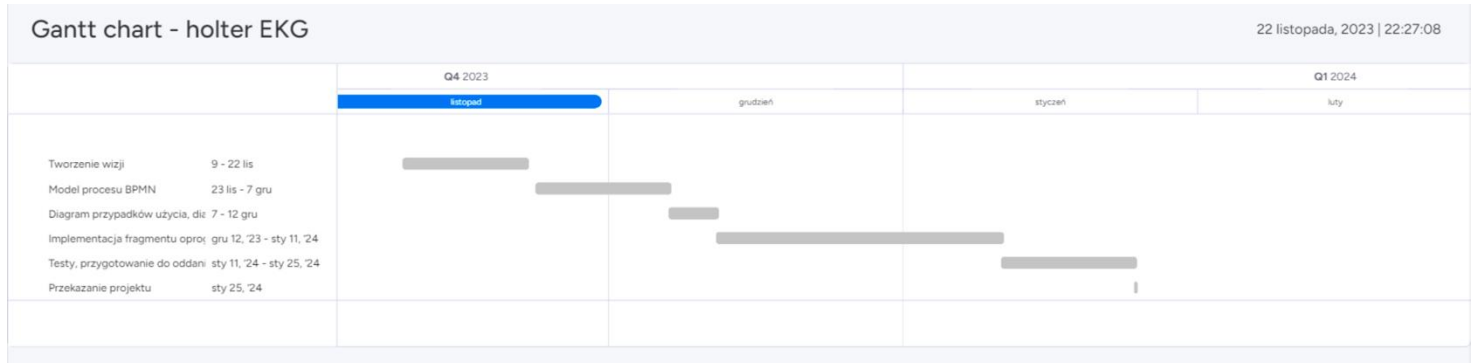 Gantt chart - holter EKG
22 listopada, 2023 | 22:27:08
Q4 2023
Q1 2024
listopad
grudzień
styczeń
luty
Tworzenie wizji 9 - 22 lis
Model procesu BPMN 23 lis - 7 gru
Diagram przypadków użycia, dia 7 - 12 gru
Implementacja fragmentu oprog gru 12, '23 - sty 11, '24
Testy, przygotowanie do oddani sty 11, '24 - sty 25, '24
Przekazanie projektu sty 25, '24